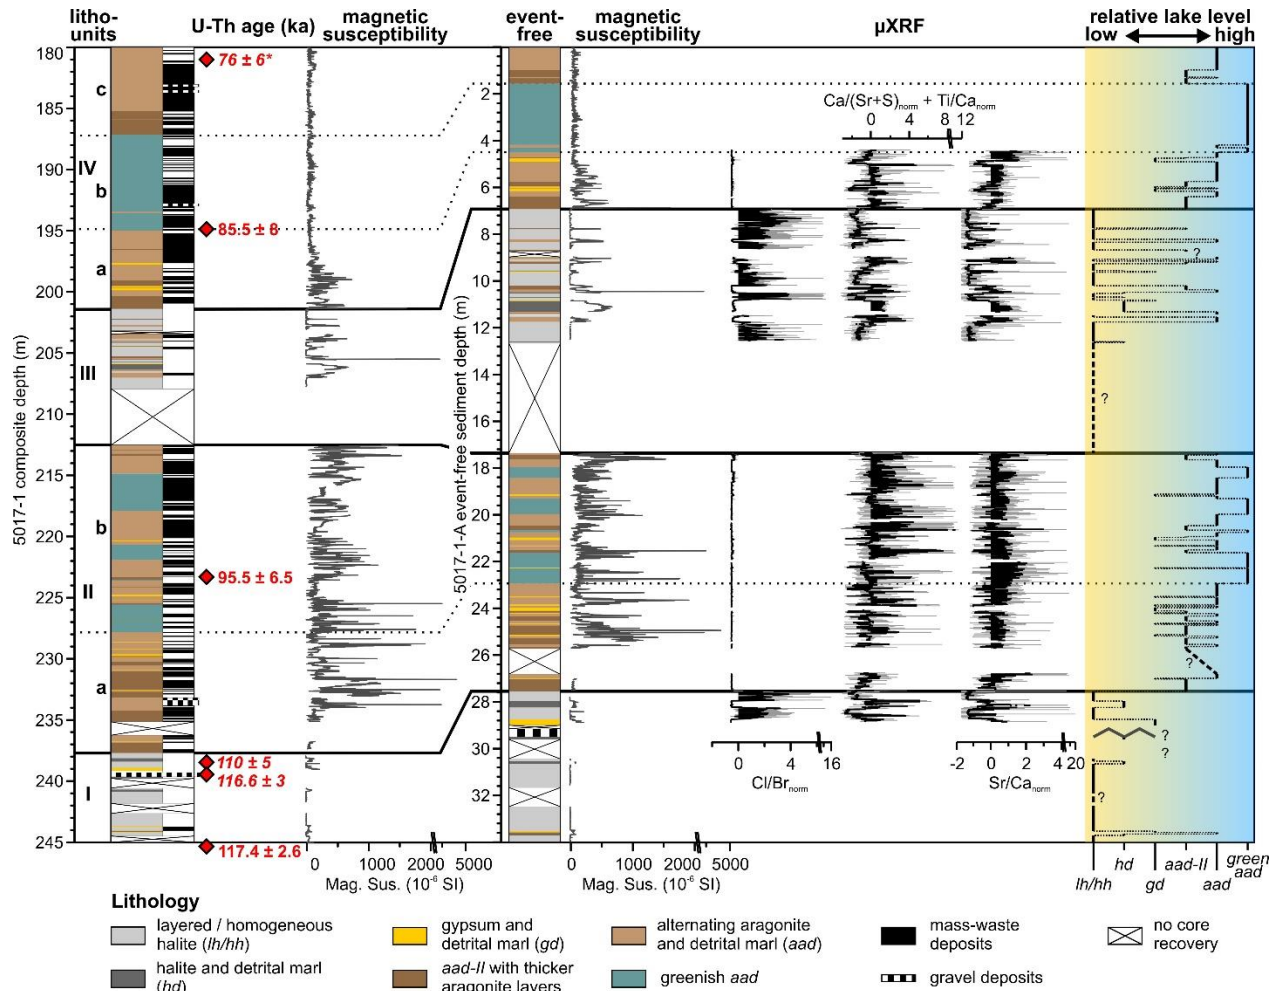 litho-
units
U-Th age (ka)
magnetic
susceptibility
event-
free
magnetic
susceptibility
µXRF
relative lake level
low
high
180
185
190
195
200
205
210
215
220
225
230
235
240
245
5017-1 composite depth (m)
c
IV
b
a
III
b
II
a
I
76 ± 6*
85.5 ± 8
95.5 ± 6.5
110 ± 5
116.6 ± 3
117.4 ± 2.6
0 1000 2000 5000
Mag. Sus. (10-6 SI)
2
4
6
8
10
12
14
16
18
20
22
24
26
28
30
32
5017-1-A event-free sediment depth (m)
0 1000 2000 5000
Mag. Sus. (10-6 SI)
Ca/(Sr+S)norm + Ti/Canorm
0 4 8 12
0 4 16
Cl/Brnorm
-2 0 2 4 20
Sr/Canorm
?
?
?
?
?
?
lh/hh
hd
gd
aad-II
aad
green
aad
Lithology
layered / homogeneous
halite (lh/hh)
halite and detrital marl
(hd)
gypsum and
detrital marl (gd)
aad-II with thicker
aragonite layers
alternating aragonite
and detrital marl (aad)
greenish aad
mass-waste
deposits
gravel deposits
no core
recovery